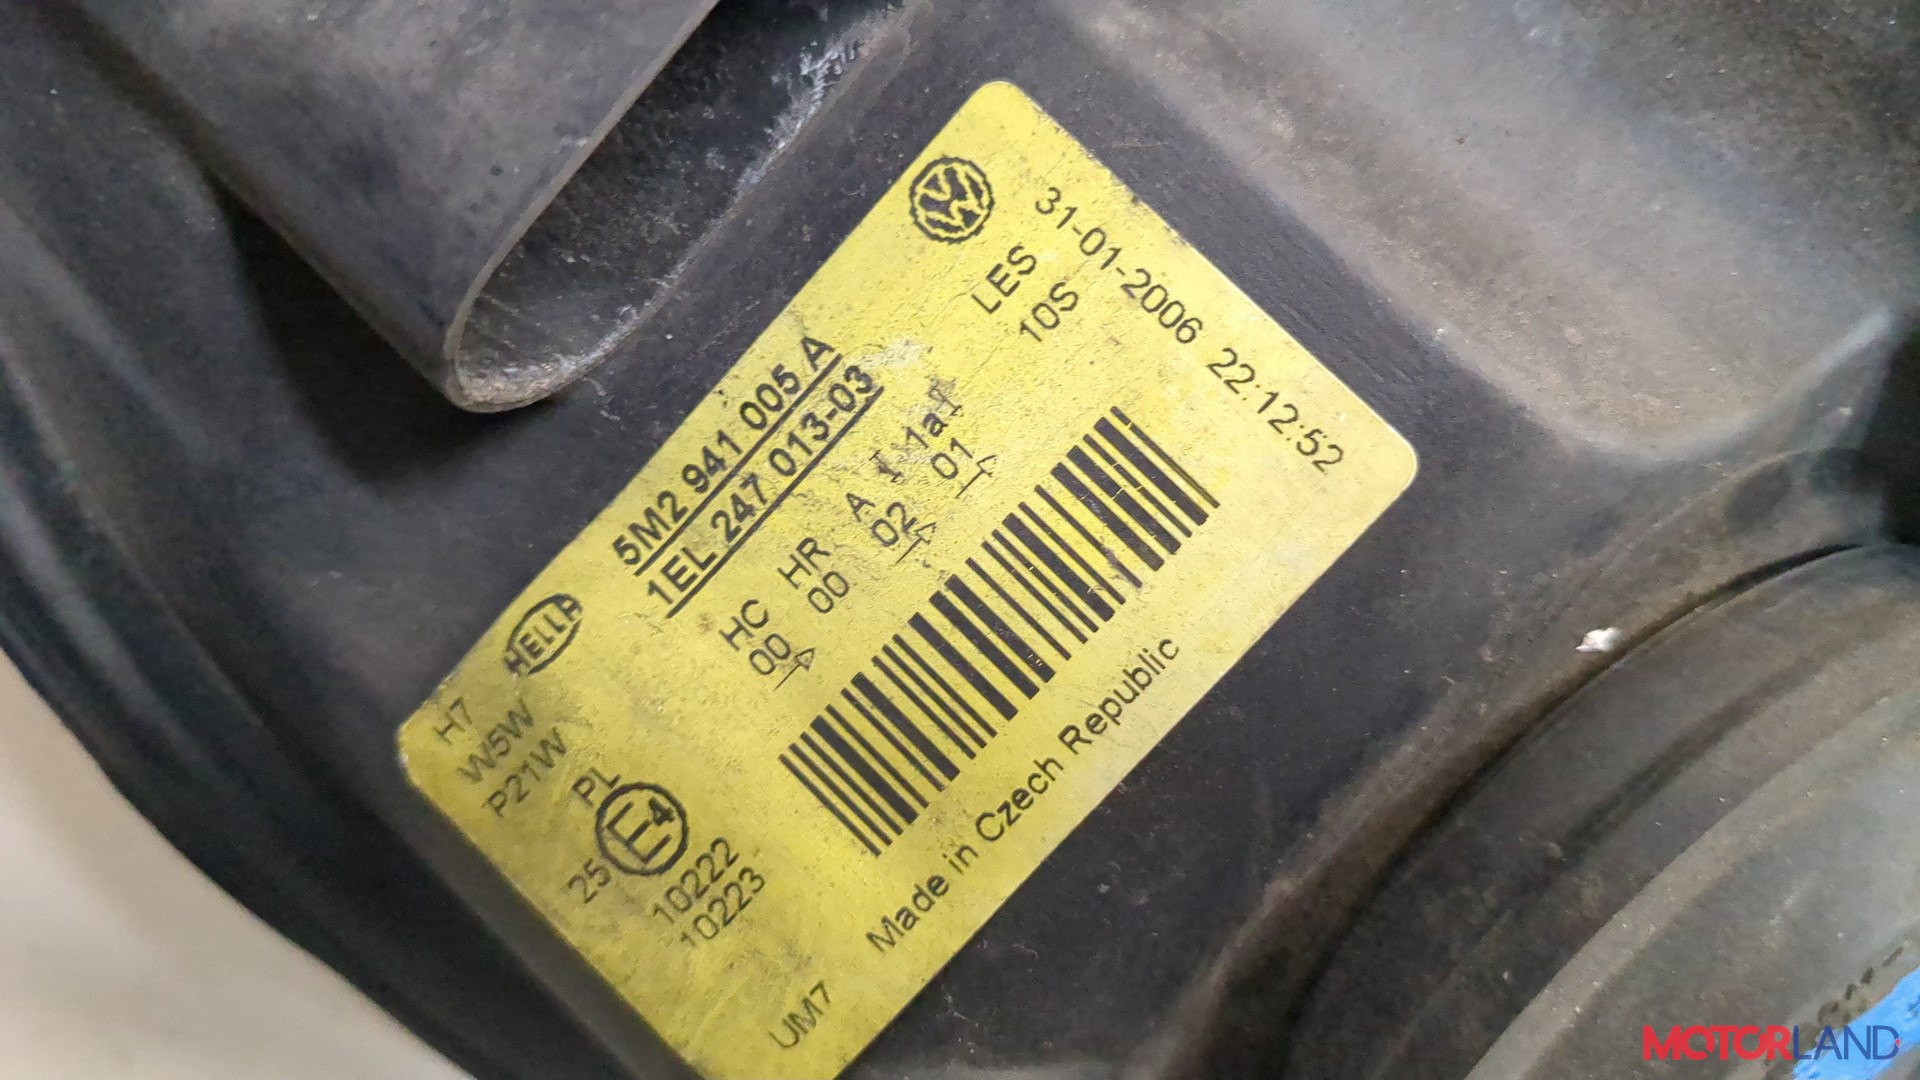 31-01-2006 22:12:52
LES
10S
5M2 941 005 A
1EL 247 013-03
HC HR A 1a
00 00 02 01
HELLA
H7
W5W
P21W
PL
25 E4
10222
10223
Made in Czech Republic
UM7
MOTORLAND